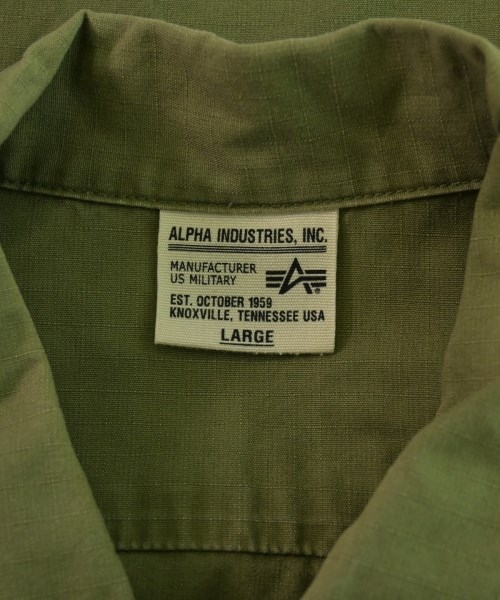 ALPHA INDUSTRIES, INC.
MANUFACTURER
US MILITARY
EST. OCTOBER 1959
KNOXVILLE, TENNESSEE USA
LARGE